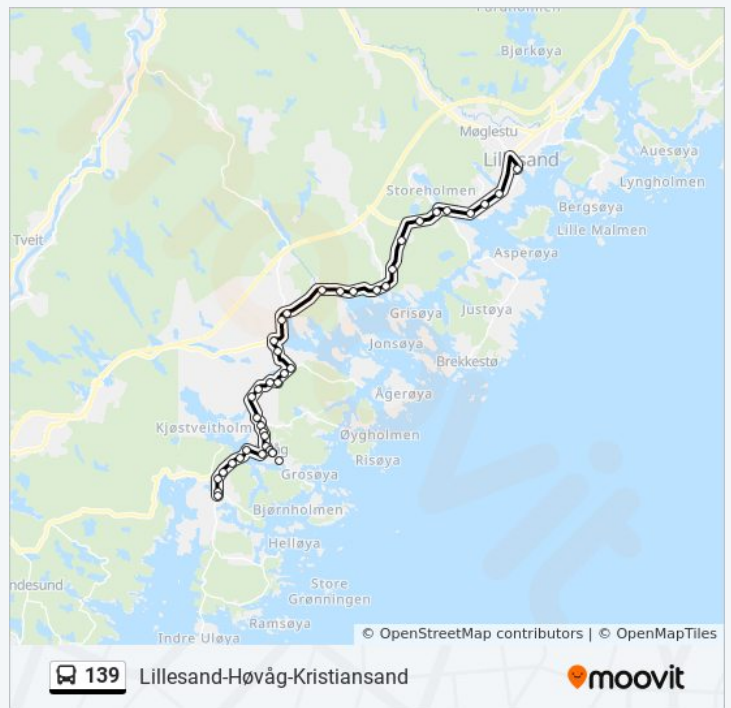 Bjørkøya
Møglestu
Lillesand
Auesøya
Lyngholmen
Storeholmen
Bergsøya
Lille Malmen
Tveit
Asperøya
Grisøya
Justøya
Jonsøya
Brekkestø
Ågerøya
Kjøstveitholm
Øygholmen
Risøya
Grosøya
Bjørnholmen
Helløya
ndesund
Store
Grønningen
Ramsøya
Indre Uløya
© OpenStreetMap contributors | © OpenMapTiles
139 Lillesand-Høvåg-Kristiansand
moovit